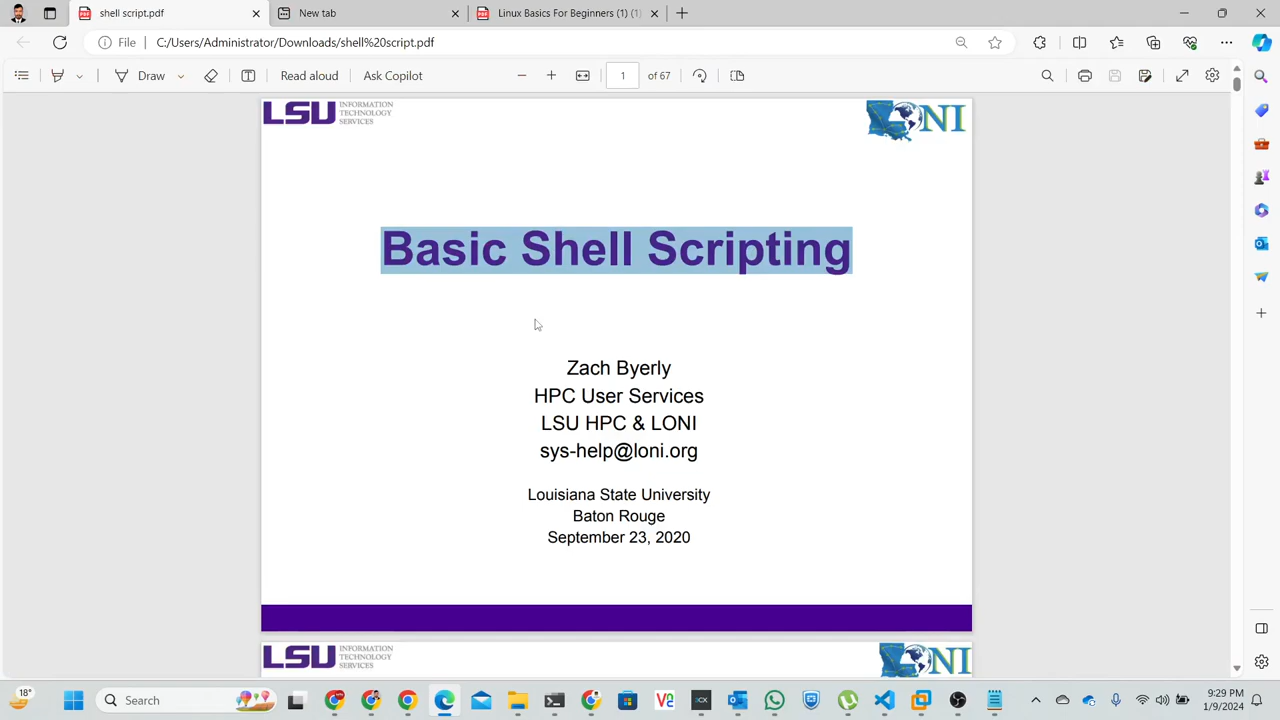 shell script.pdf
New tab
Linux Basics For Beginners (1) (1)
File
C:/Users/Administrator/Downloads/shell%20script.pdf
Draw
Read aloud
Ask Copilot
1
of 67
LSU INFORMATION
TECHNOLOGY
SERVICES
LONI
Basic Shell Scripting
Zach Byerly
HPC User Services
LSU HPC & LONI
sys-help@loni.org
Louisiana State University
Baton Rouge
September 23, 2020
LSU INFORMATION
TECHNOLOGY
SERVICES
LONI
18°
Search
9:29 PM
1/9/2024